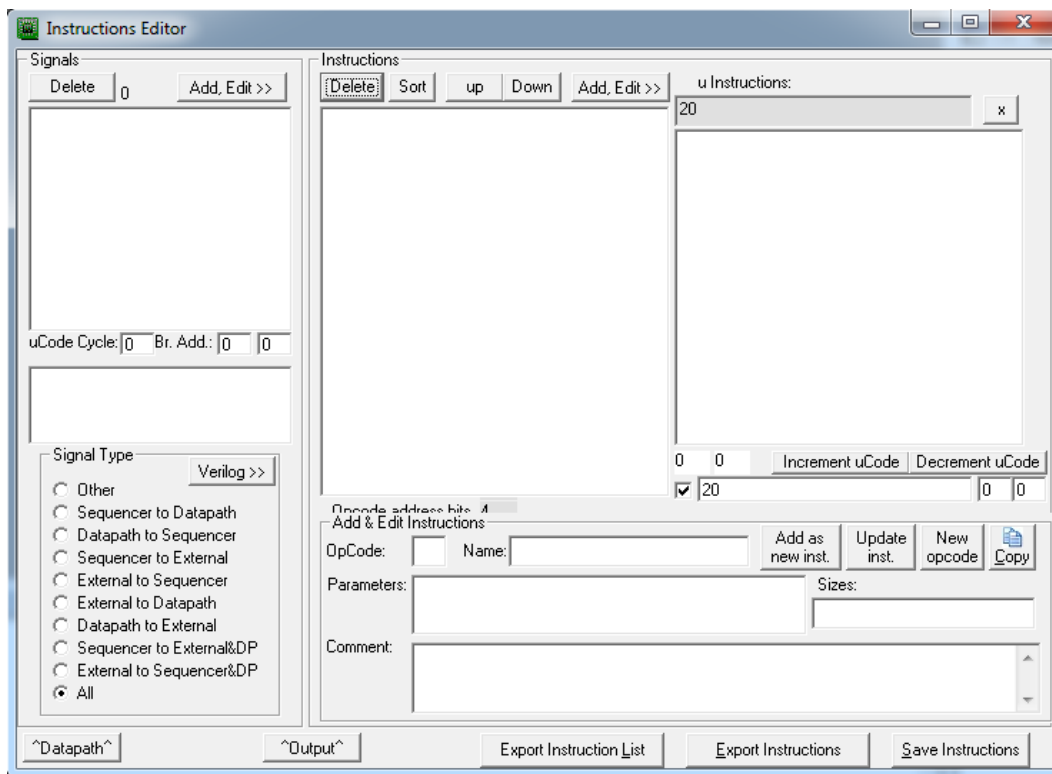 Instructions Editor
Signals
Delete 0 Add, Edit >>
uCode Cycle: 0 Br. Add.: 0 0
Signal Type
Verilog >>
Other
Sequencer to Datapath
Datapath to Sequencer
Sequencer to External
External to Sequencer
External to Datapath
Datapath to External
Sequencer to External&DP
External to Sequencer&DP
All
Instructions
Delete Sort up Down Add, Edit >>
u Instructions:
20 x
0 0 Increment uCode Decrement uCode
20 0 0
Opcode address bits 4
Add & Edit Instructions
OpCode: Name: Add as new inst. Update inst. New opcode Copy
Parameters: Sizes:
Comment:
^Datapath^ ^Output^ Export Instruction List Export Instructions Save Instructions